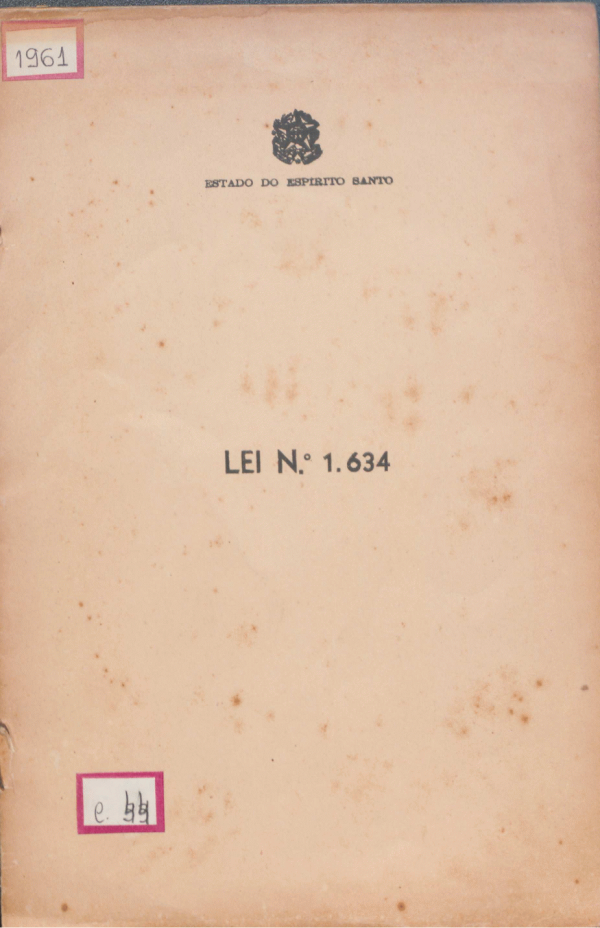 1961
ESTADO DO ESPIRITO SANTO
LEI N.º 1.634
e.